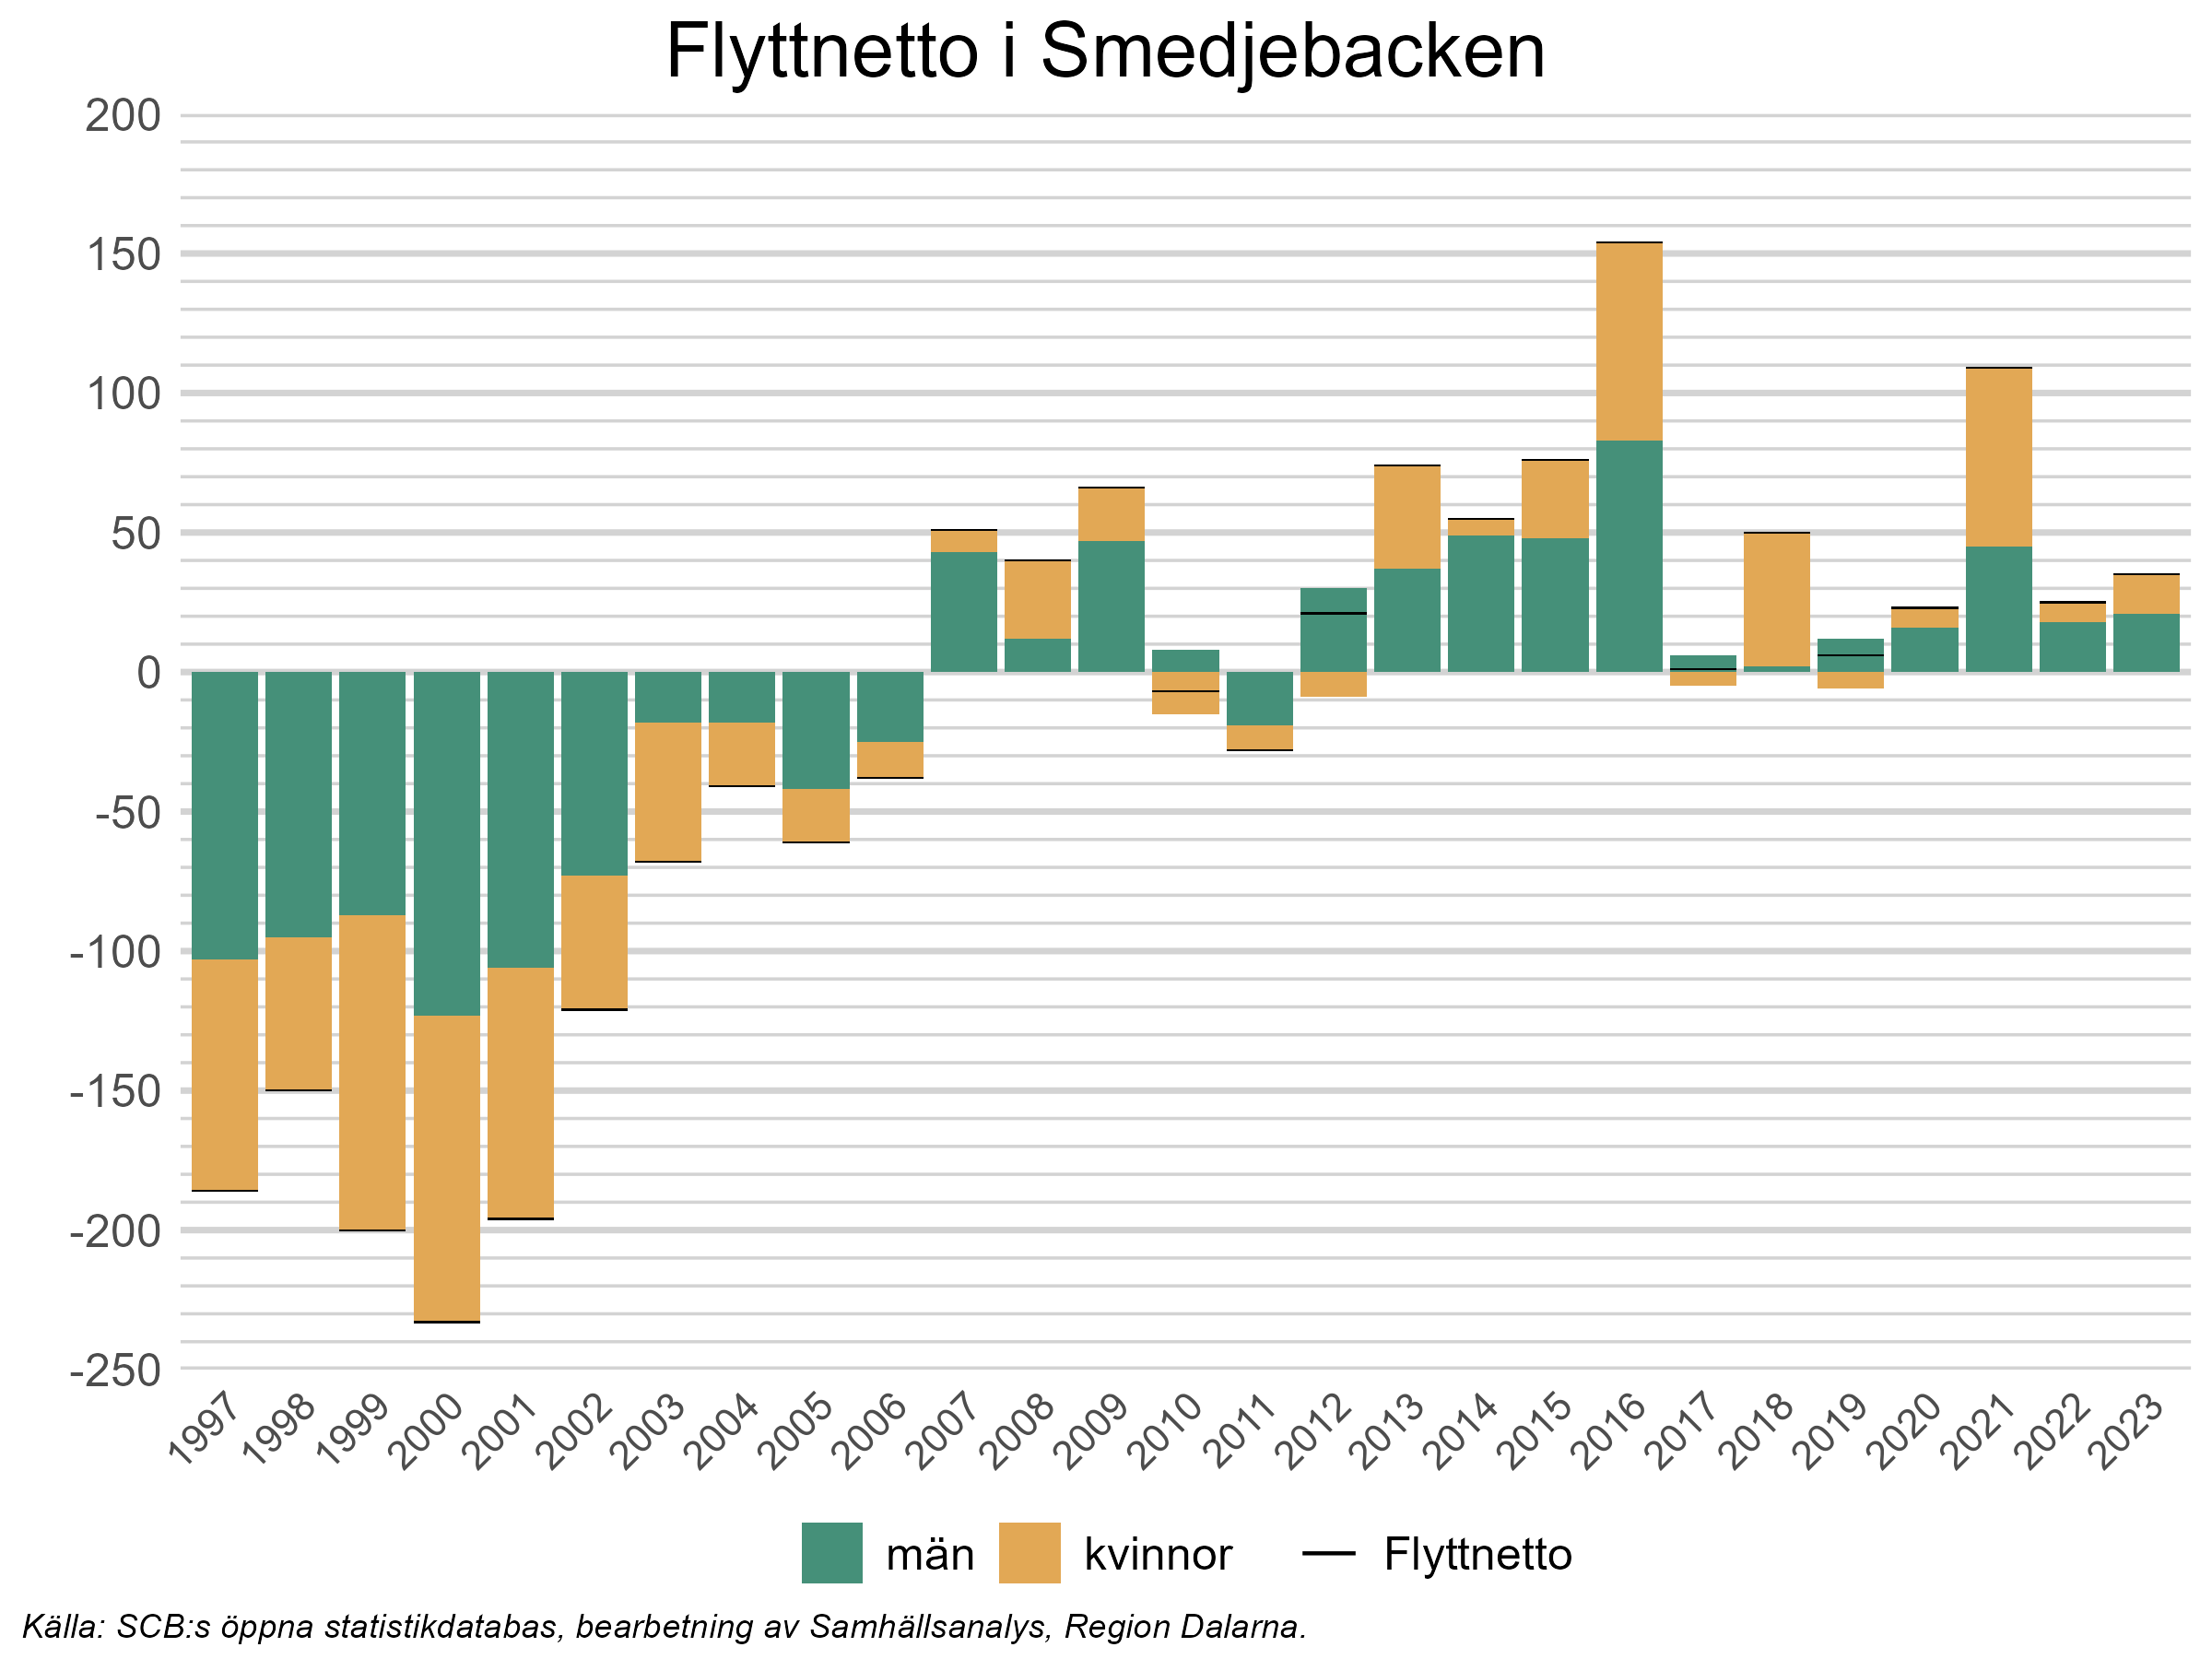 Flyttnetto i Smedjebacken
200
150
100
50
0
-50
-100
-150
-200
-250
1997 1998 1999 2000 2001 2002 2003 2004 2005 2006 2007 2008 2009 2010 2011 2012 2013 2014 2015 2016 2017 2018 2019 2020 2021 2022 2023
män kvinnor Flyttnetto
Källa: SCB:s öppna statistikdatabas, bearbetning av Samhällsanalys, Region Dalarna.